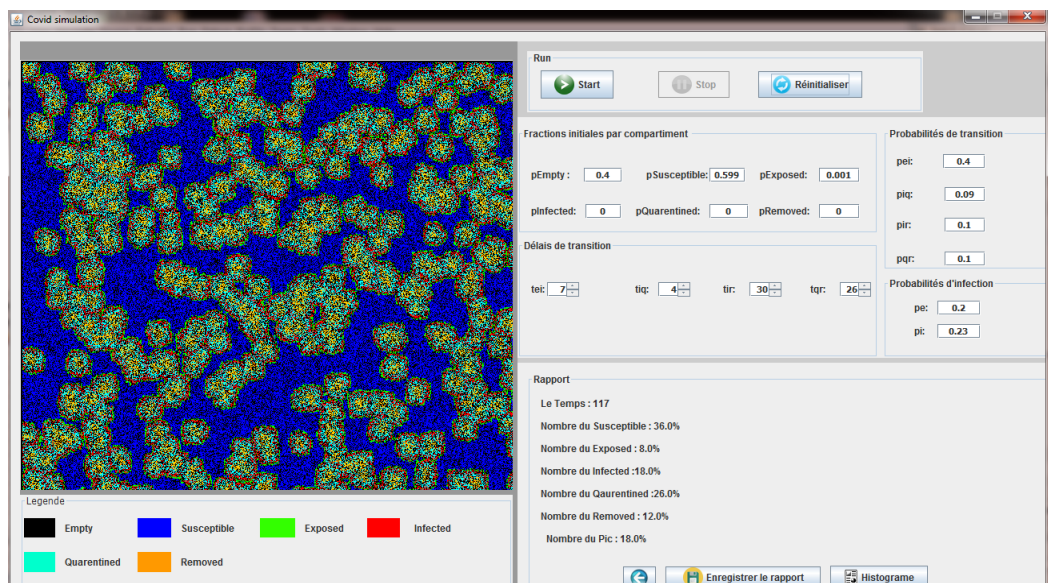 Covid simulation
Run
Start
Stop
Réinitialiser
Fractions initiales par compartiment
pEmpty : 0.4 pSusceptible: 0.599 pExposed: 0.001
pInfected: 0 pQuarentined: 0 pRemoved: 0
Délais de transition
tei: 7 tiq: 4 tir: 30 tqr: 26
Probabilités de transition
pei: 0.4
piq: 0.09
pir: 0.1
pqr: 0.1
Probabilités d'infection
pe: 0.2
pi: 0.23
Rapport
Le Temps : 117
Nombre du Susceptible : 36.0%
Nombre du Exposed : 8.0%
Nombre du Infected :18.0%
Nombre du Qaurentined :26.0%
Nombre du Removed : 12.0%
Nombre du Pic : 18.0%
Enregistrer le rapport
Histograme
Legende
Empty Susceptible Exposed Infected
Quarentined Removed